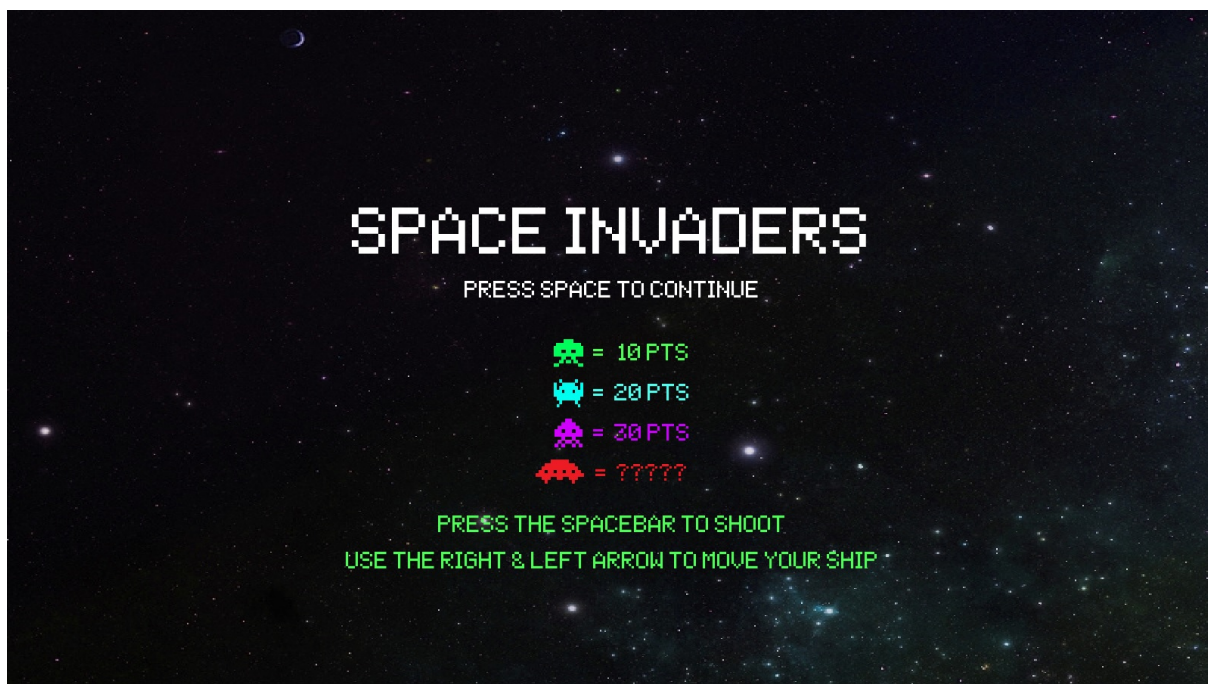 SPACE INVADERS
PRESS SPACE TO CONTINUE
= 10 PTS
= 20 PTS
= 30 PTS
= ?????
PRESS THE SPACEBAR TO SHOOT
USE THE RIGHT & LEFT ARROW TO MOVE YOUR SHIP